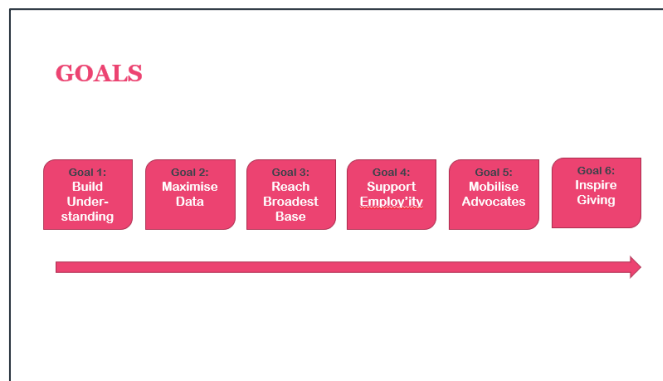 GOALS
Goal 1:
Build
Under-
standing
Goal 2:
Maximise
Data
Goal 3:
Reach
Broadest
Base
Goal 4:
Support
Employ'ity
Goal 5:
Mobilise
Advocates
Goal 6:
Inspire
Giving